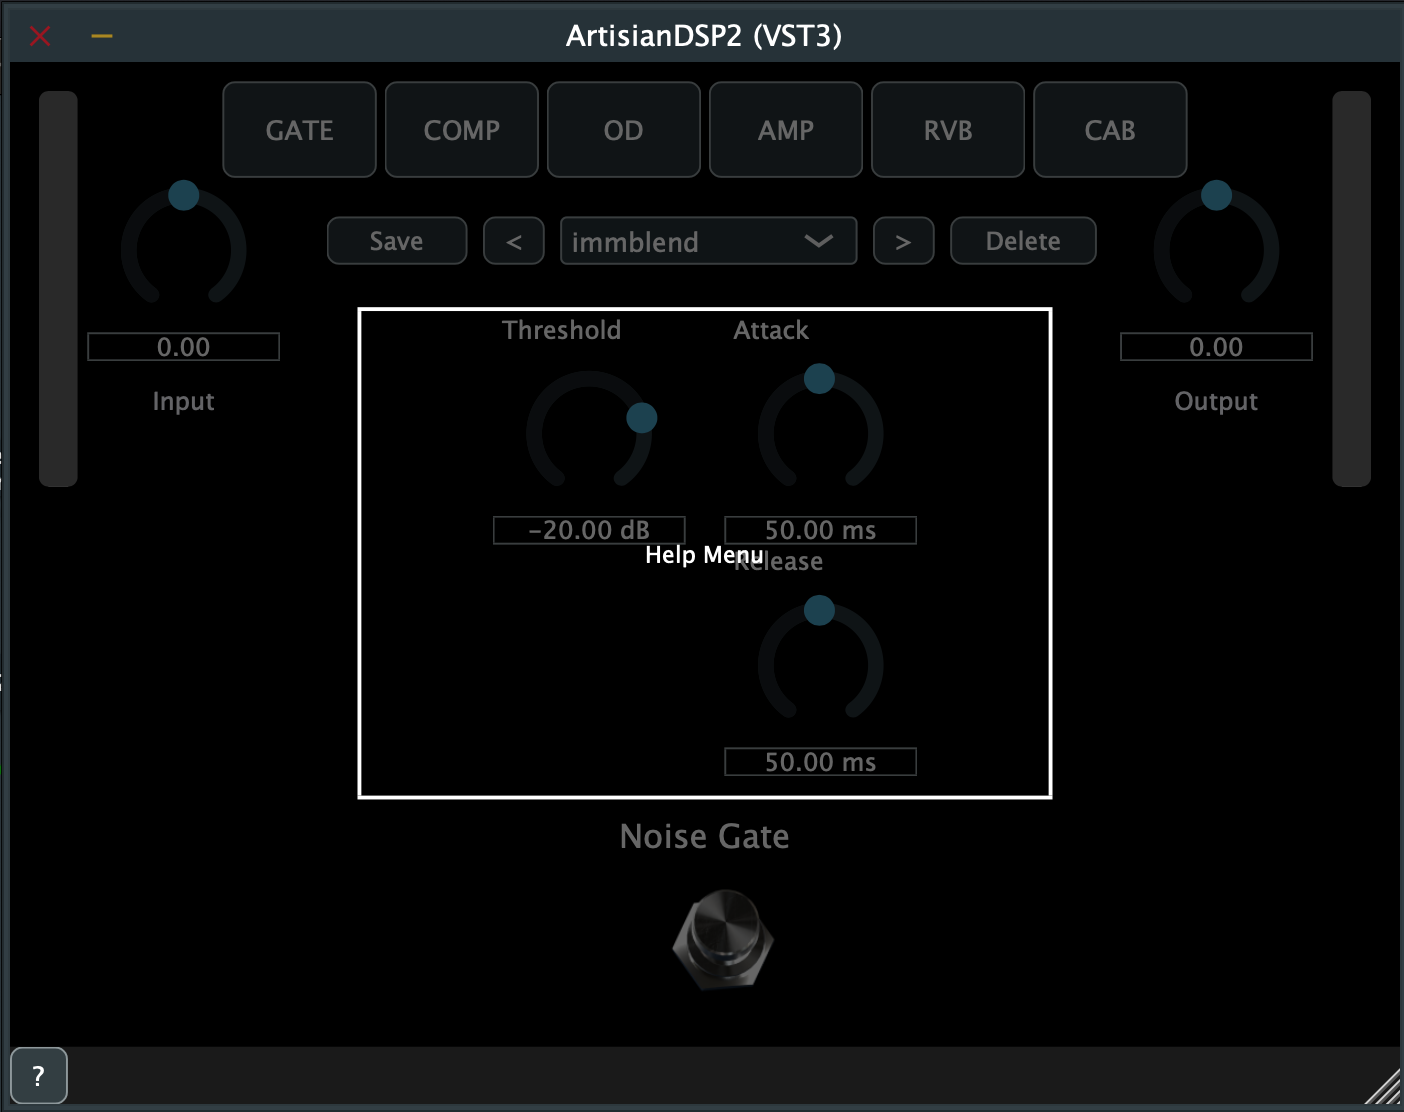 ArtisianDSP2 (VST3)
GATE COMP OD AMP RVB CAB
Save < immblend > Delete
0.00
Input
0.00
Output
Threshold Attack
-20.00 dB 50.00 ms
Help Menu
Release
50.00 ms
Noise Gate
?